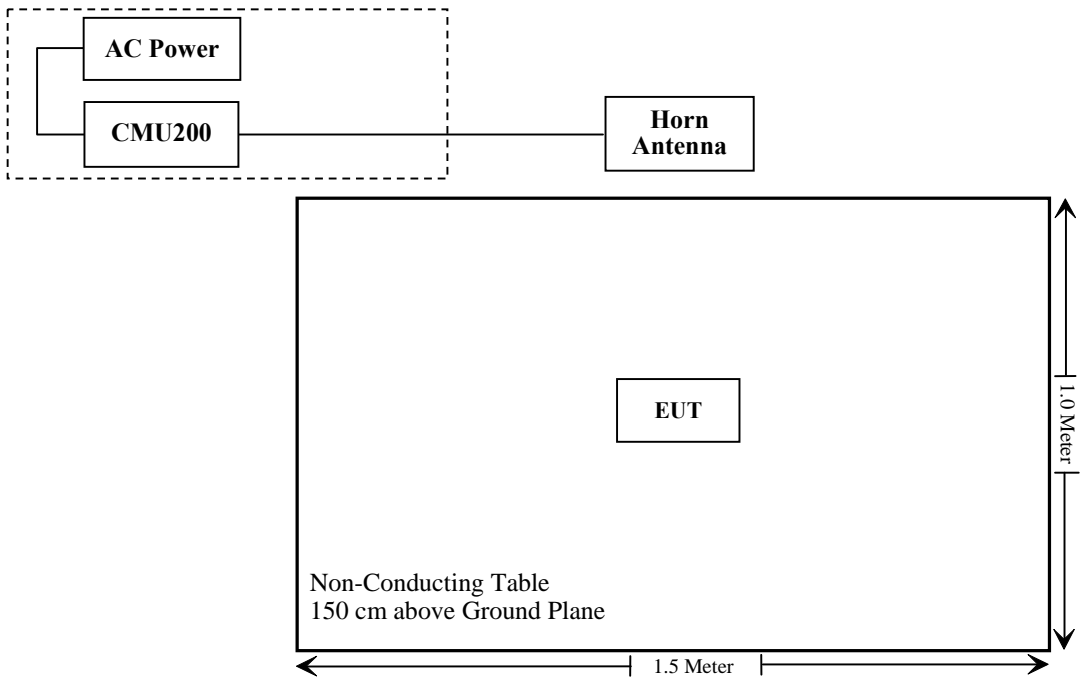 AC Power
CMU200
Horn
Antenna
EUT
1.0 Meter
Non-Conducting Table
150 cm above Ground Plane
1.5 Meter